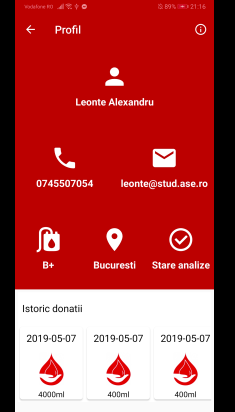 Vodafone RO 89% 21:16
Profil
Leonte Alexandru
0745507054 leonte@stud.ase.ro
B+ Bucuresti Stare analize
Istoric donatii
2019-05-07 2019-05-07 2019-05-07
4000ml 400ml 400ml